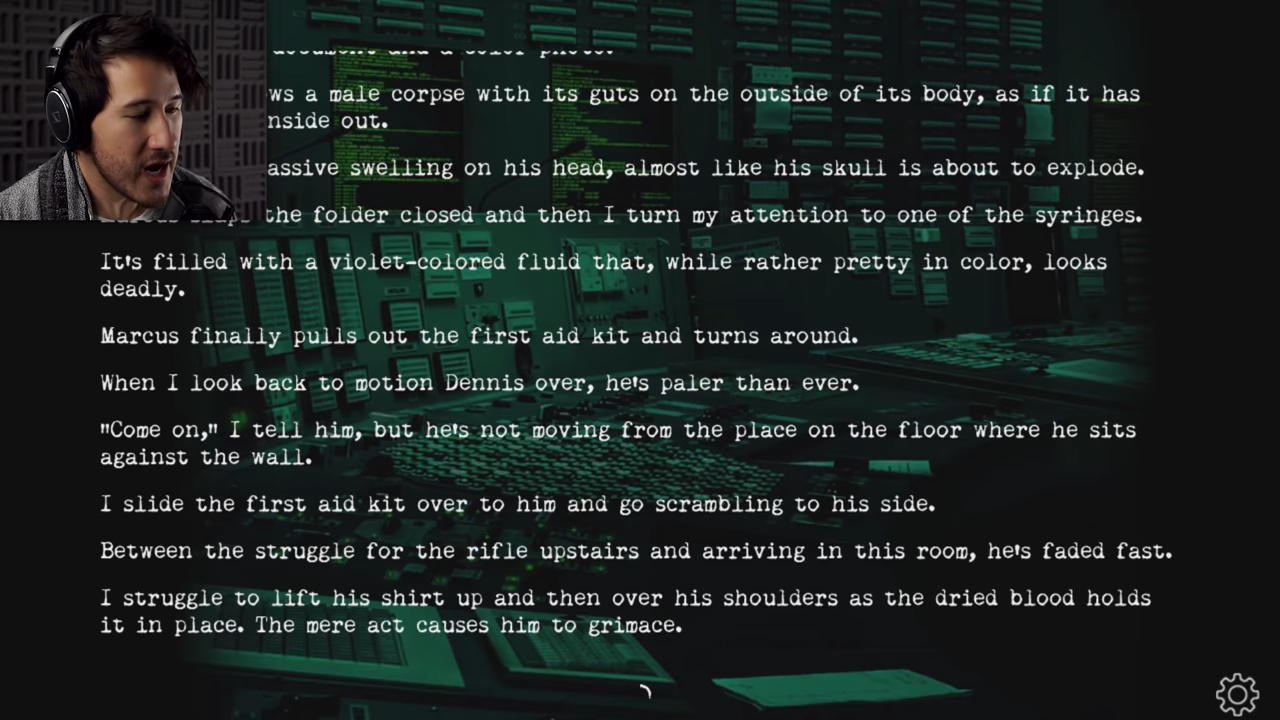 document and a color photo.
ws a male corpse with its guts on the outside of its body, as if it has
nside out.
assive swelling on his head, almost like his skull is about to explode.
the folder closed and then I turn my attention to one of the syringes.
It's filled with a violet-colored fluid that, while rather pretty in color, looks
deadly.
Marcus finally pulls out the first aid kit and turns around.
When I look back to motion Dennis over, he's paler than ever.
"Come on," I tell him, but he's not moving from the place on the floor where he sits
against the wall.
I slide the first aid kit over to him and go scrambling to his side.
Between the struggle for the rifle upstairs and arriving in this room, he's faded fast.
I struggle to lift his shirt up and then over his shoulders as the dried blood holds
it in place. The mere act causes him to grimace.